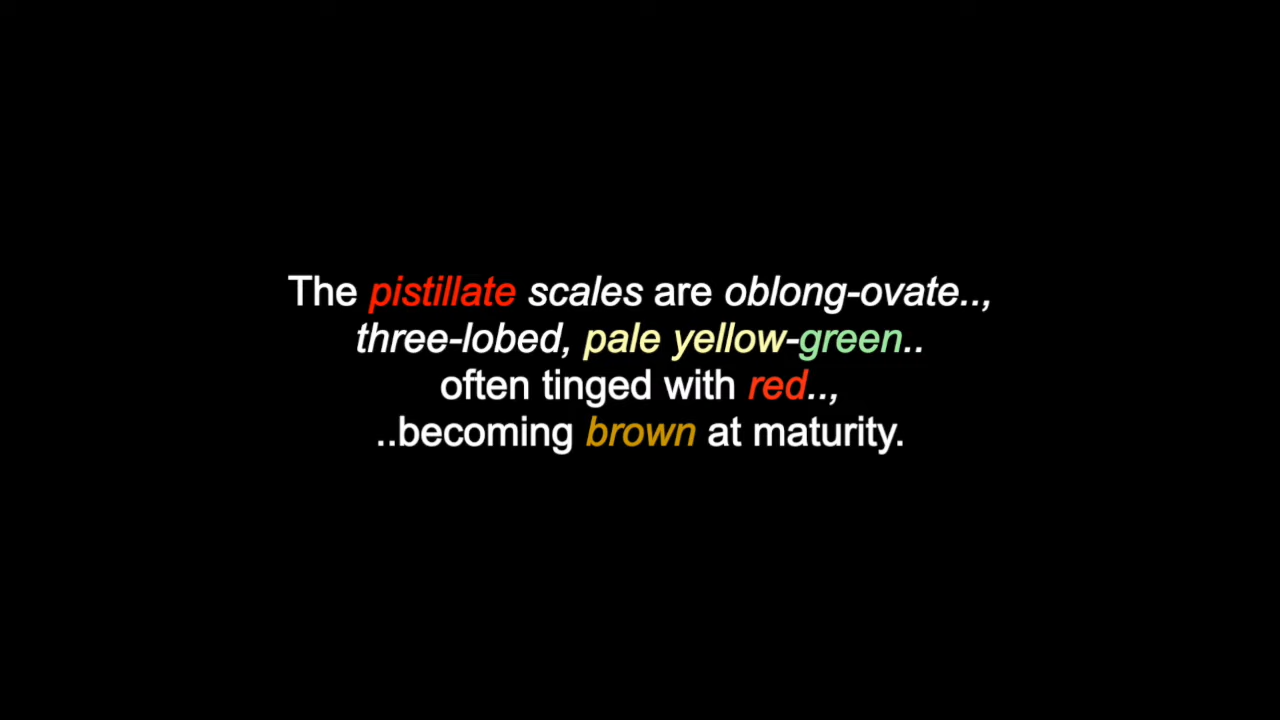 The pistillate scales are oblong-ovate..,
three-lobed, pale yellow-green..
often tinged with red..,
..becoming brown at maturity.